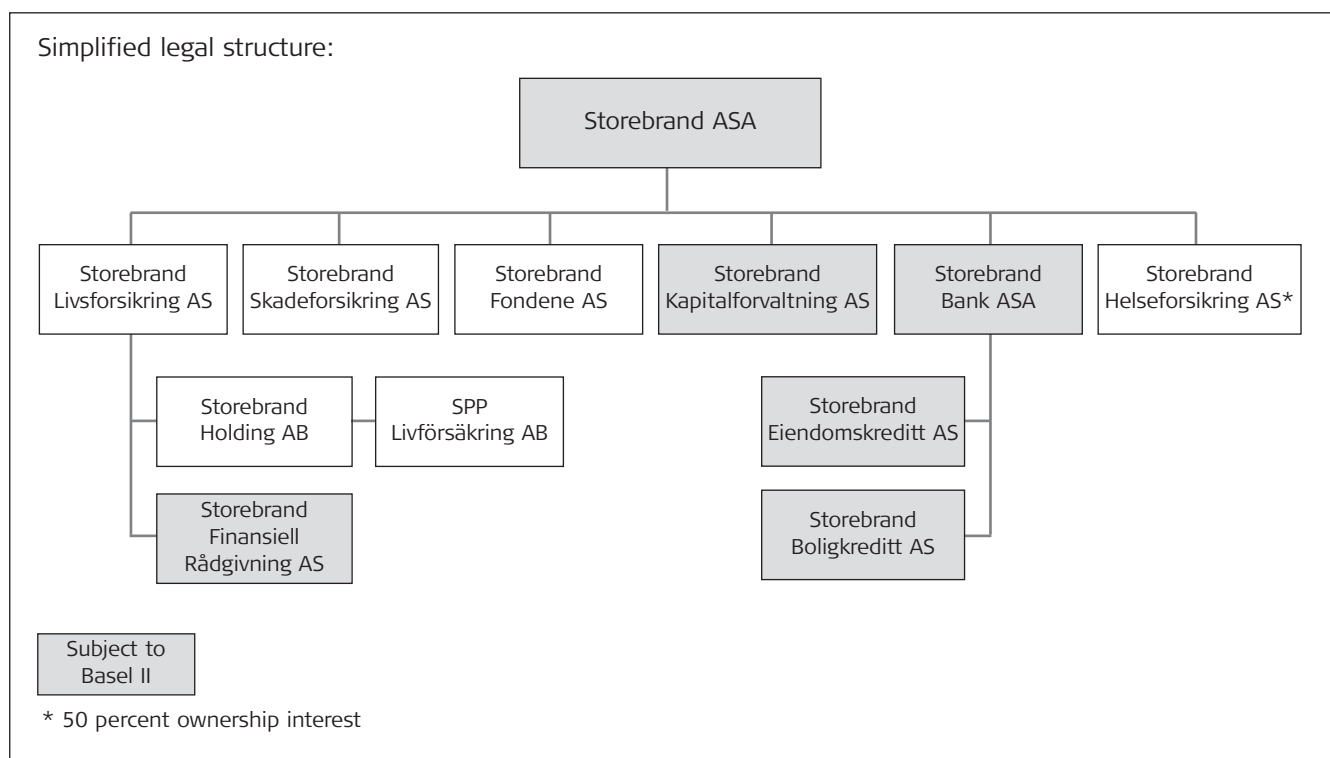 Simplified legal structure:
Storebrand ASA
Storebrand
Livsforsikring AS
Storebrand
Skadeforsikring AS
Storebrand
Fondene AS
Storebrand
Kapitalforvaltning AS
Storebrand
Bank ASA
Storebrand
Helseforsikring AS*
Storebrand
Holding AB
SPP
Livförsäkring AB
Storebrand
Eiendomskreditt AS
Storebrand
Finansiell
Rådgivning AS
Storebrand
Boligkreditt AS
Subject to
Basel II
* 50 percent ownership interest